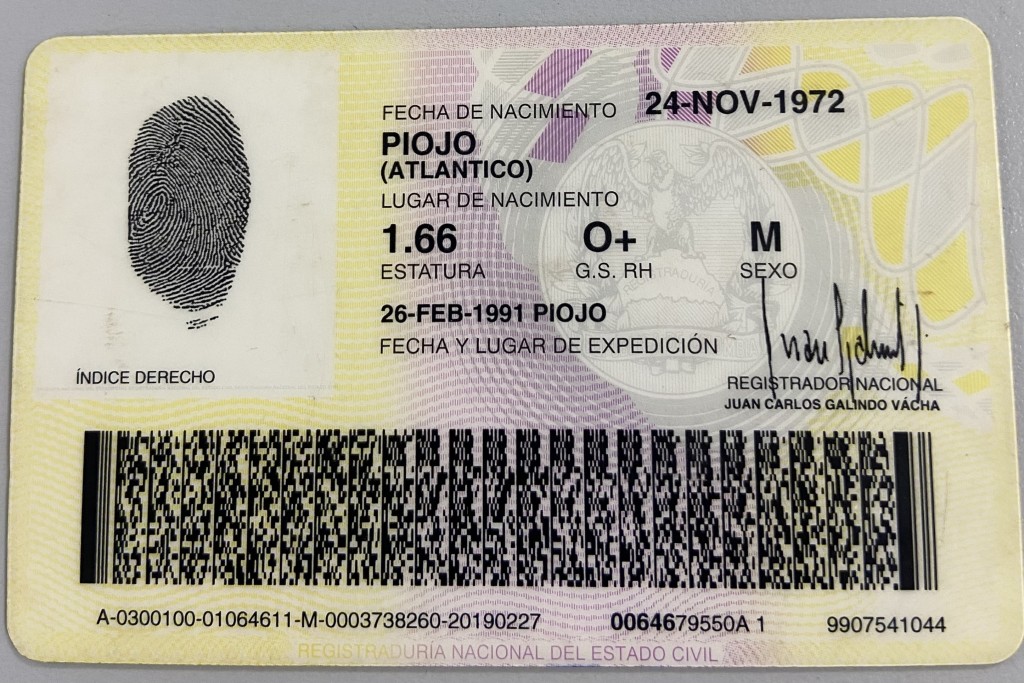 FECHA DE NACIMIENTO 24-NOV-1972
PIOJO
(ATLANTICO)
LUGAR DE NACIMIENTO
1.66 O+ M
ESTATURA G.S. RH SEXO
26-FEB-1991 PIOJO
FECHA Y LUGAR DE EXPEDICIÓN
ÍNDICE DERECHO
REGISTRADOR NACIONAL
JUAN CARLOS GALINDO VÁCHA
A-0300100-01064611-M-0003738260-20190227 0064679550A 1 9907541044
REGISTRADURÍA NACIONAL DEL ESTADO CIVIL